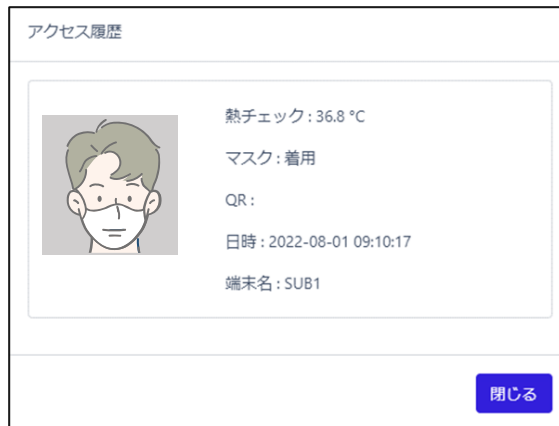 アクセス履歴
熱チェック : 36.8 °C
マスク : 着用
QR :
日時 : 2022-08-01 09:10:17
端末名 : SUB1
閉じる